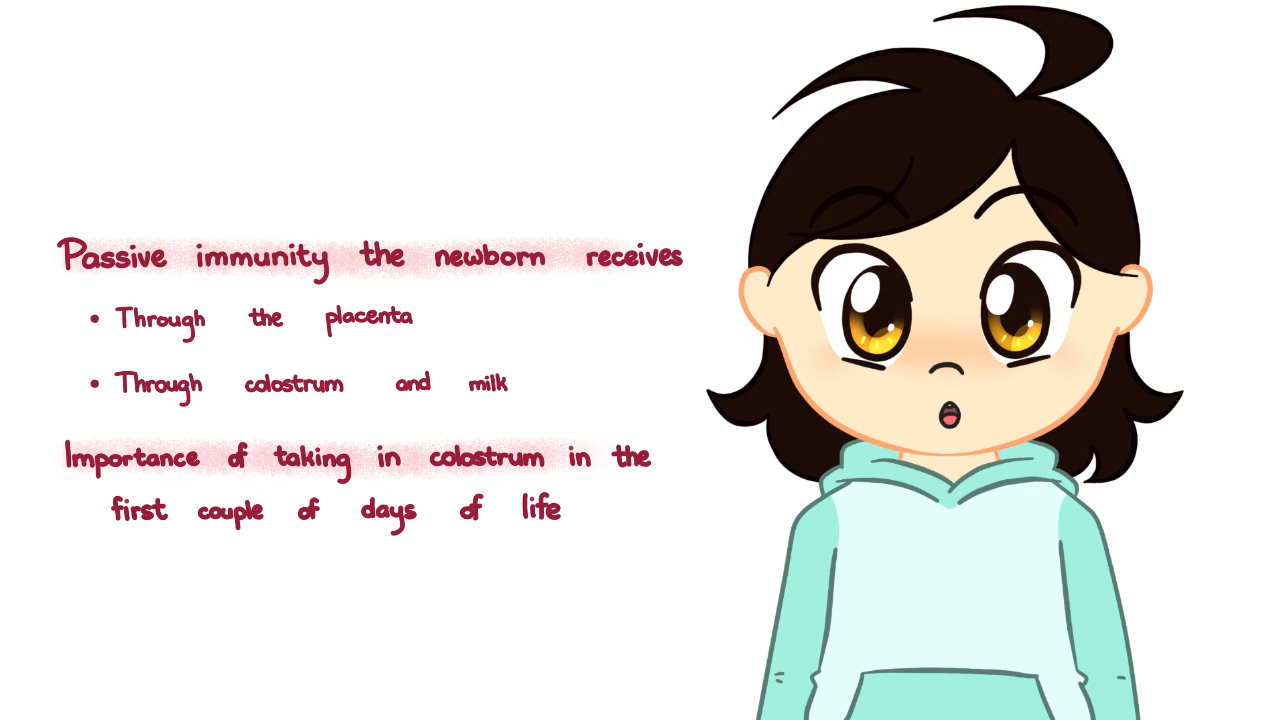 Passive immunity the newborn receives
• Through the placenta
• Through colostrum and milk
Importance of taking in colostrum in the
first couple of days of life